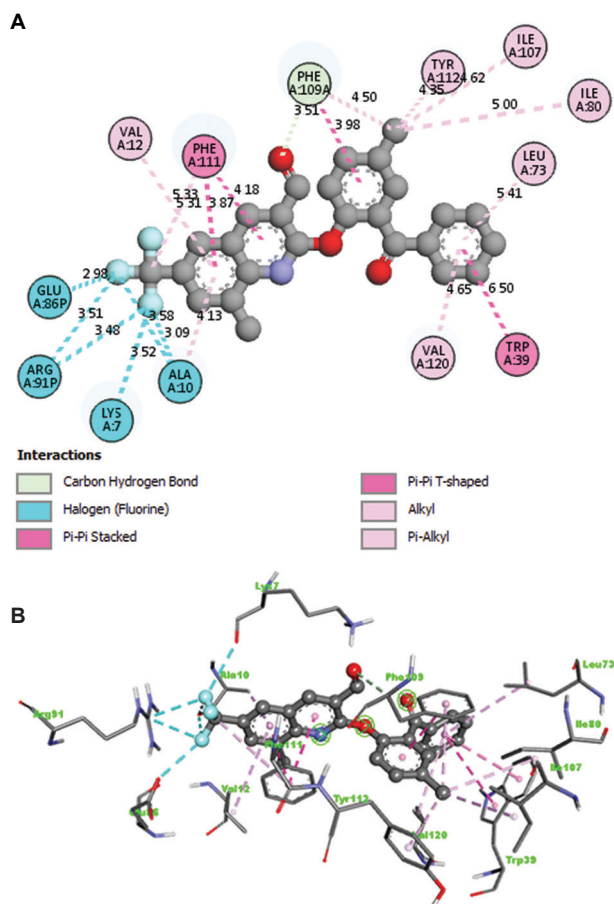 A
ILE
A:107
TYR
A:112
4 62
4 35
PHE
A:109A
3 51
4 50
3 98
5 00
ILE
A:80
VAL
A:12
PHE
A:111
LEU
A:73
5 33
5 31
4 18
3 87
5 41
2 98
GLU
A:86P
3 51
3 48
3 58
3 09
4 13
4 65
6 50
3 52
ARG
A:91P
ALA
A:10
LYS
A:7
VAL
A:120
TRP
A:39
Interactions
Carbon Hydrogen Bond
Halogen (Fluorine)
Pi-Pi Stacked
Pi-Pi T-shaped
Alkyl
Pi-Alkyl
B
Lys7
Leu73
Ala10
Phe109
Arg91
Ile80
Phe111
Ile107
Val12
Tyr112
Glu86
Val120
Trp39